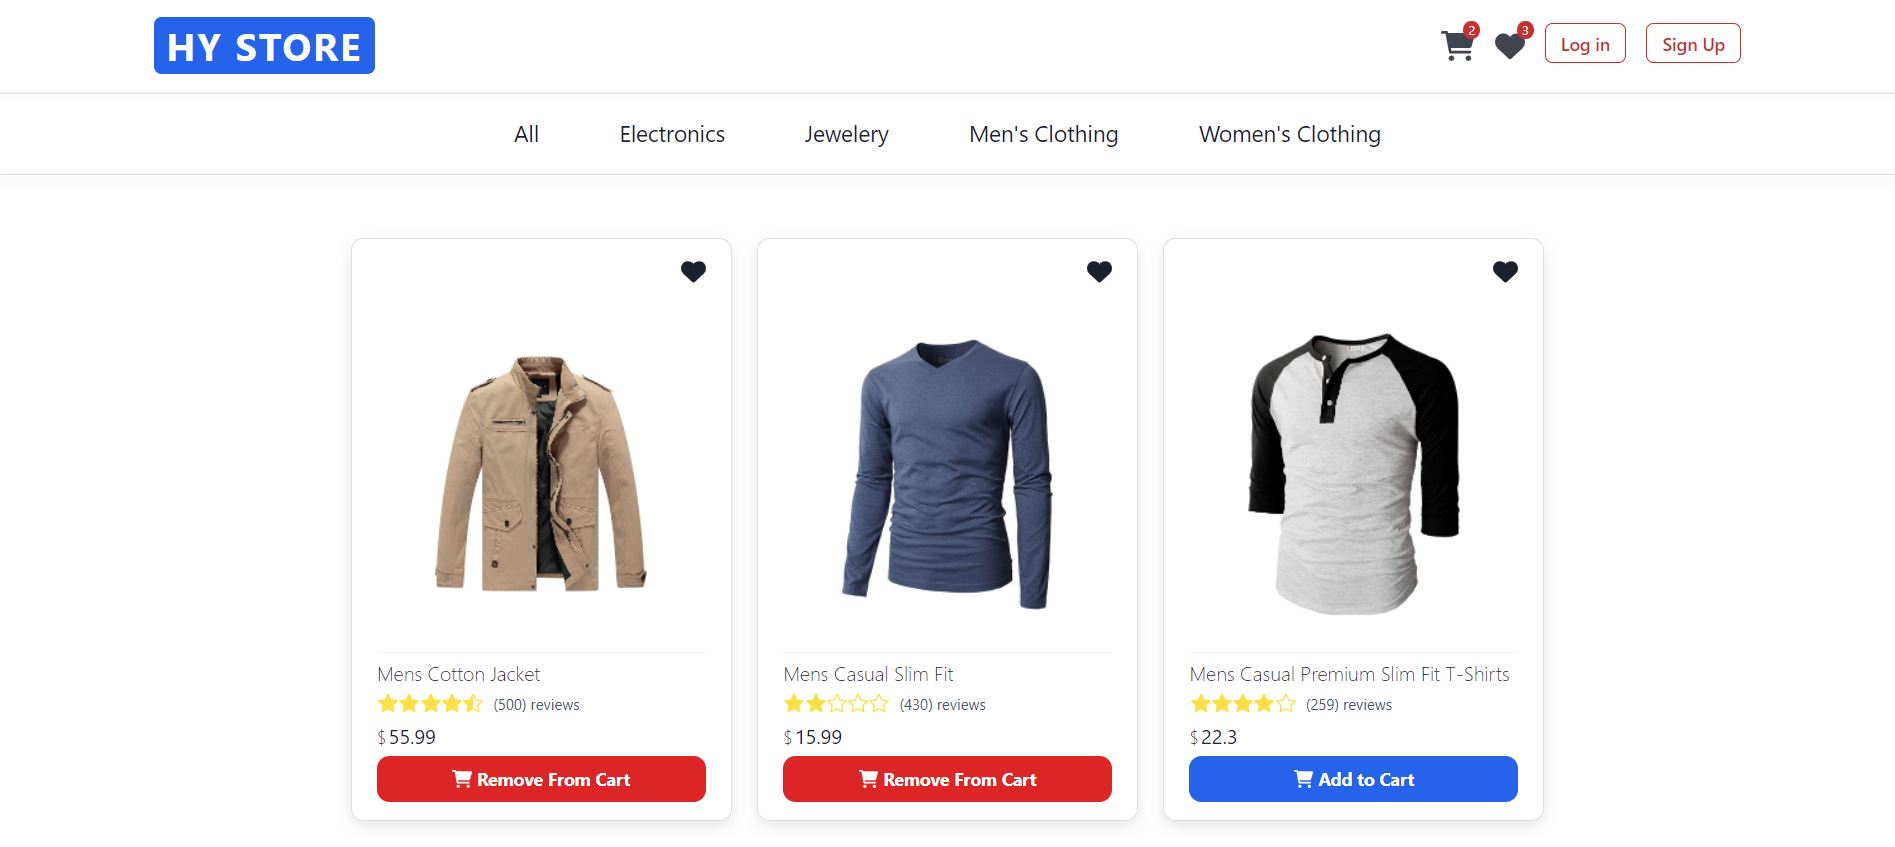 HY STORE
2
3
Log in
Sign Up
All
Electronics
Jewelery
Men's Clothing
Women's Clothing
Mens Cotton Jacket
(500) reviews
$ 55.99
Remove From Cart
Mens Casual Slim Fit
(430) reviews
$ 15.99
Remove From Cart
Mens Casual Premium Slim Fit T-Shirts
(259) reviews
$ 22.3
Add to Cart